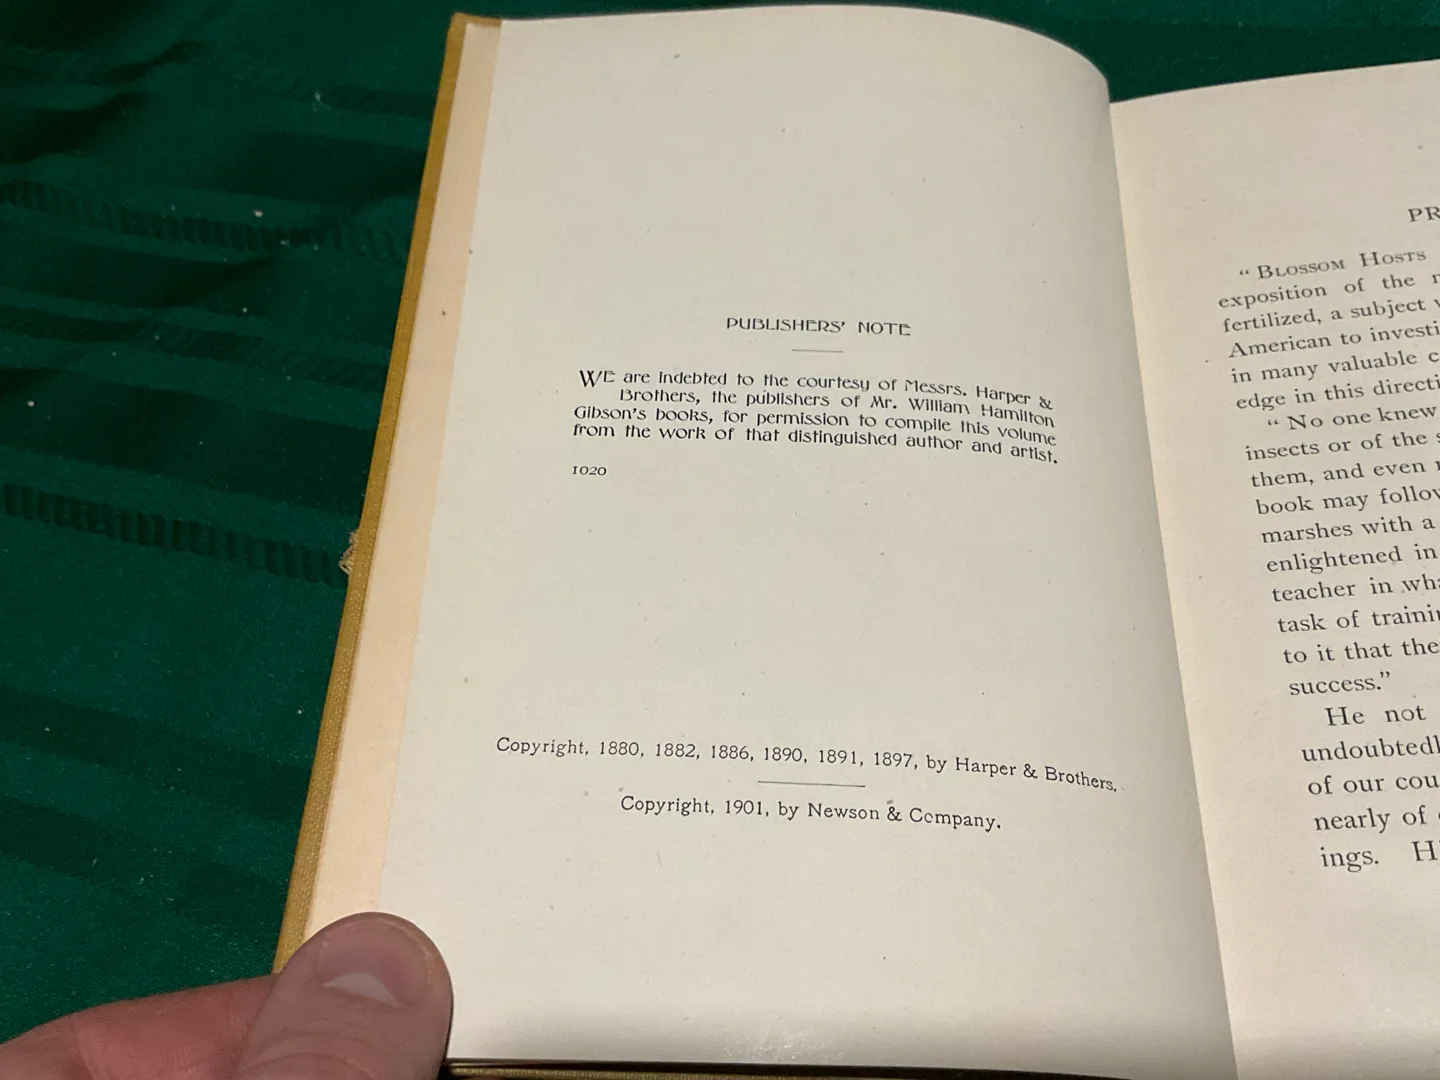 PUBLISHERS' NOTE
WE are indebted to the courtesy of Messrs. Harper &
Brothers, the publishers of Mr. William Hamilton
Gibson's books, for permission to compile this volume
from the work of that distinguished author and artist.
1020
Copyright, 1880, 1882, 1886, 1890, 1891, 1897, by Harper & Brothers.
Copyright, 1901, by Newson & Company.
PR
“ BLOSSOM HOSTS
exposition of the
fertilized, a subject
American to investi
in many valuable c
edge in this directi
“ No one knew
insects or of the s
them, and even
book may follow
marshes with a
enlightened in
teacher in wha
task of traini
to it that the
success.”
He not
undoubtedl
of our cou
nearly of
ings. H